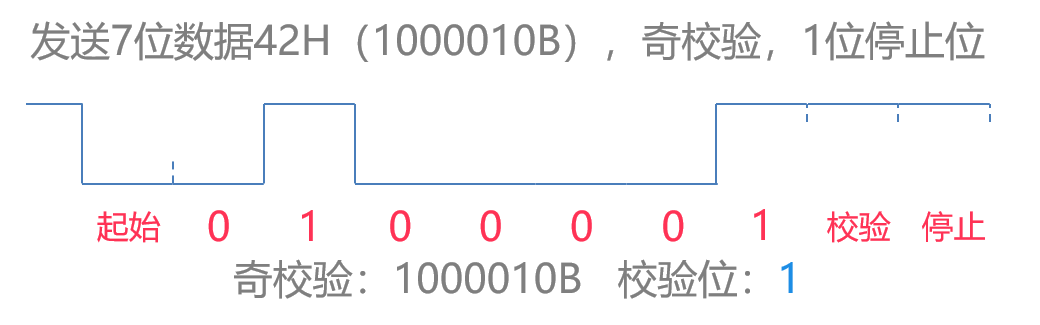 发送7位数据42H（1000010B），奇校验，1位停止位
起始 0 1 0 0 0 0 1 校验 停止
奇校验：1000010B 校验位：1